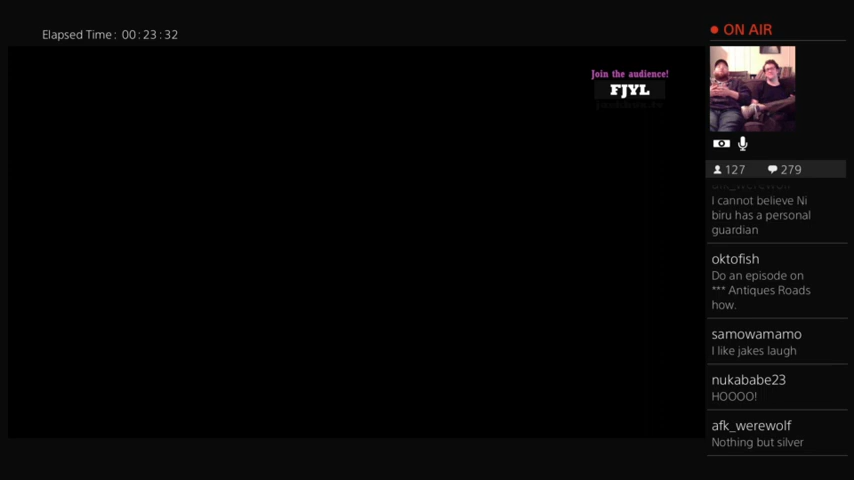 Elapsed Time: 00:23:32
ON AIR
Join the audience!
FJYL
127 279
afk_werewolf
I cannot believe Ni
biru has a personal
guardian
oktofish
Do an episode on
*** Antiques Roads
how.
samowamamo
I like jakes laugh
nukababe23
HOOOO!
afk_werewolf
Nothing but silver